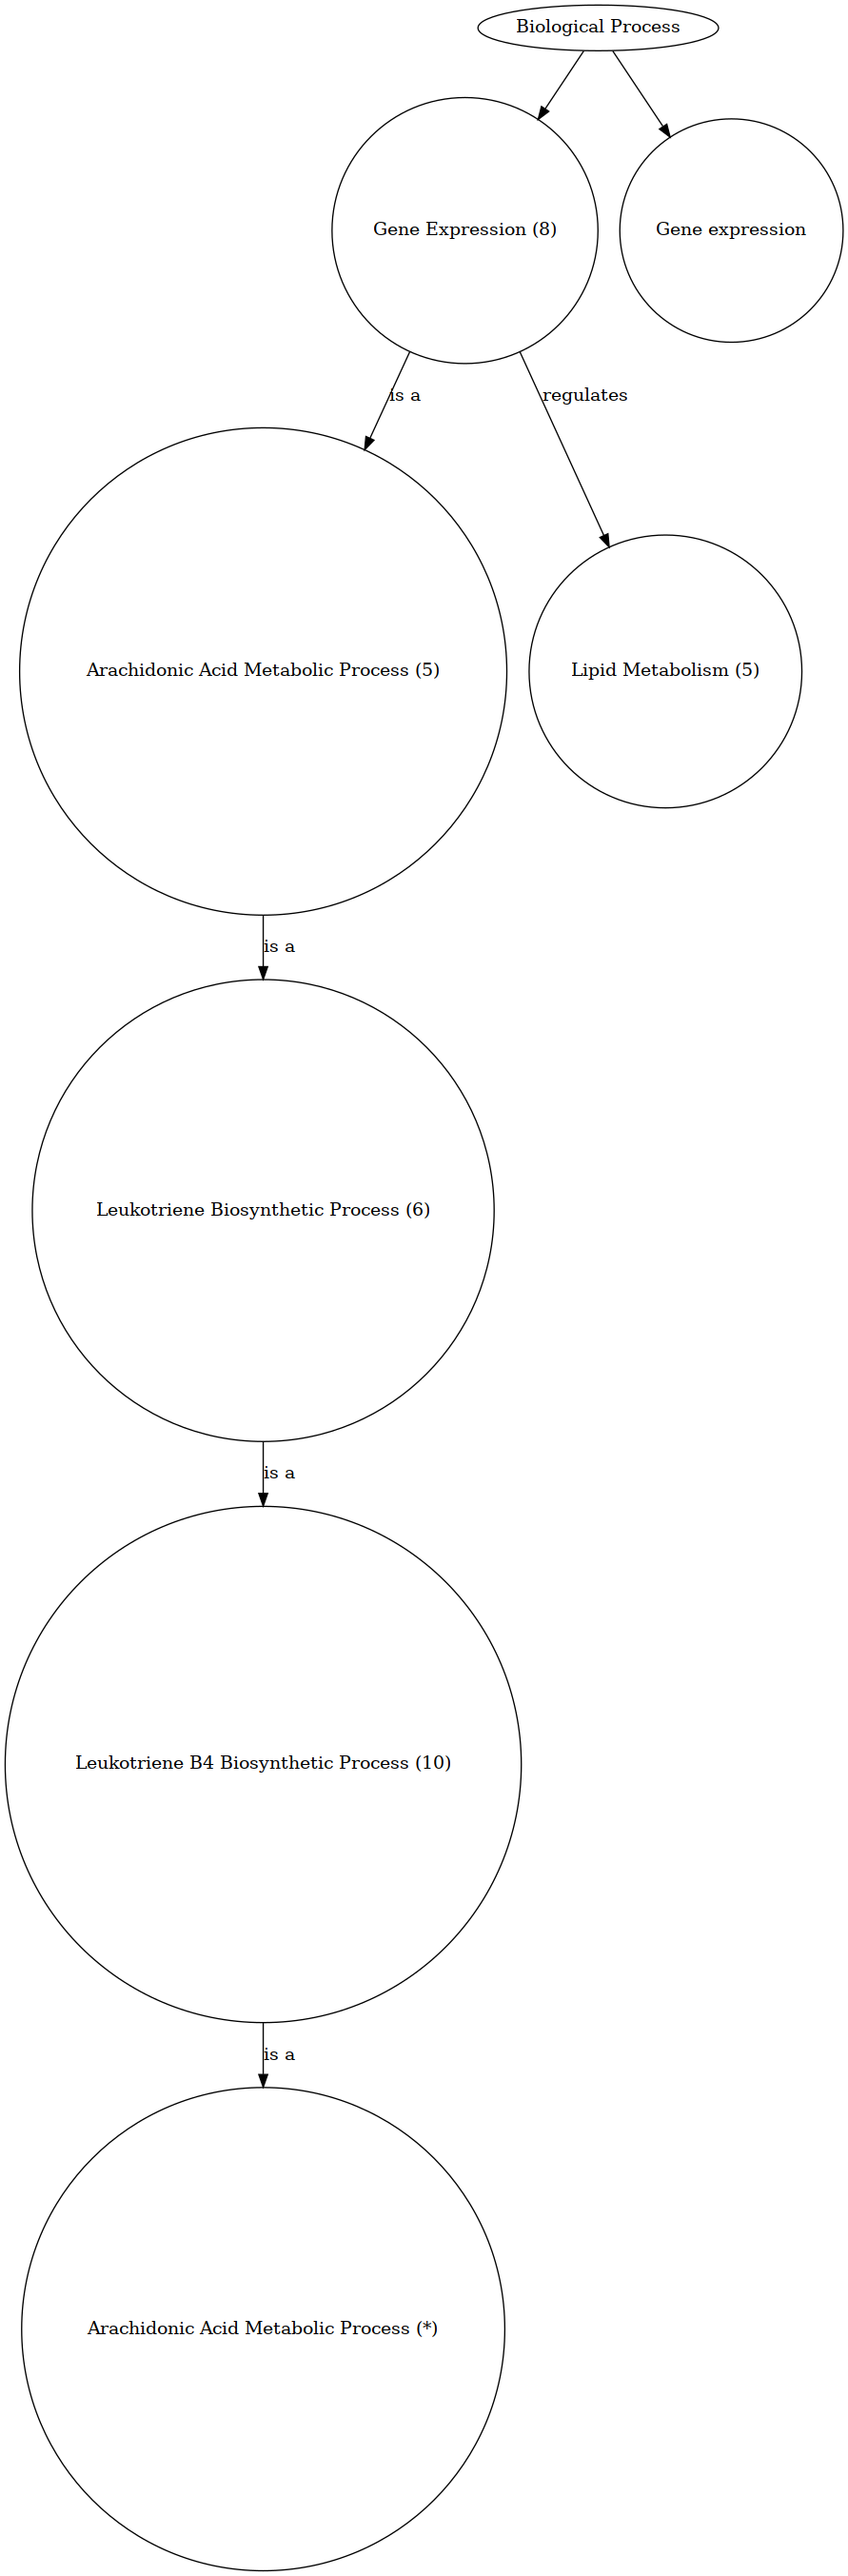 Biological Process
Gene Expression (8)
Gene expression
is a
regulates
Arachidonic Acid Metabolic Process (5)
Lipid Metabolism (5)
is a
Leukotriene Biosynthetic Process (6)
is a
Leukotriene B4 Biosynthetic Process (10)
is a
Arachidonic Acid Metabolic Process (*)